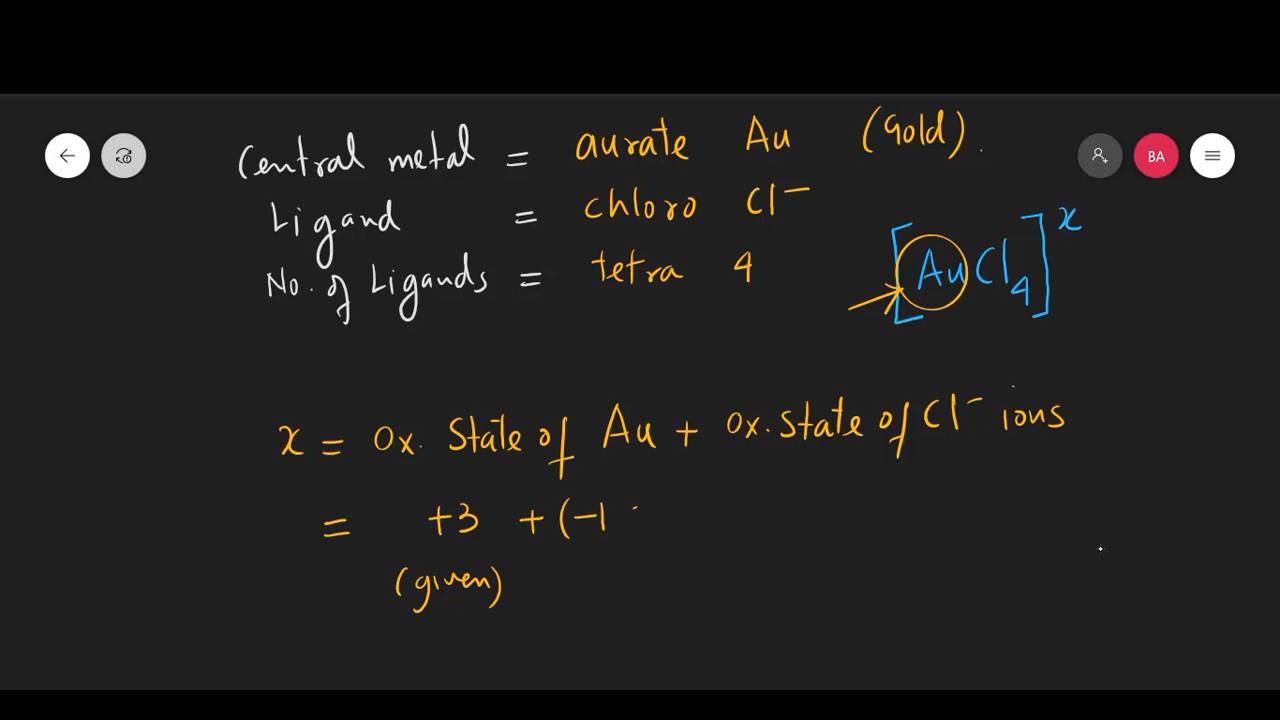 Central metal = aurate Au (Gold).
Ligand = chloro Cl⁻
No. of Ligands = tetra 4
[AuCl₄]ˣ
x = Ox. State of Au + Ox. State of Cl⁻ ions
= +3 + (-1
(given)
BA